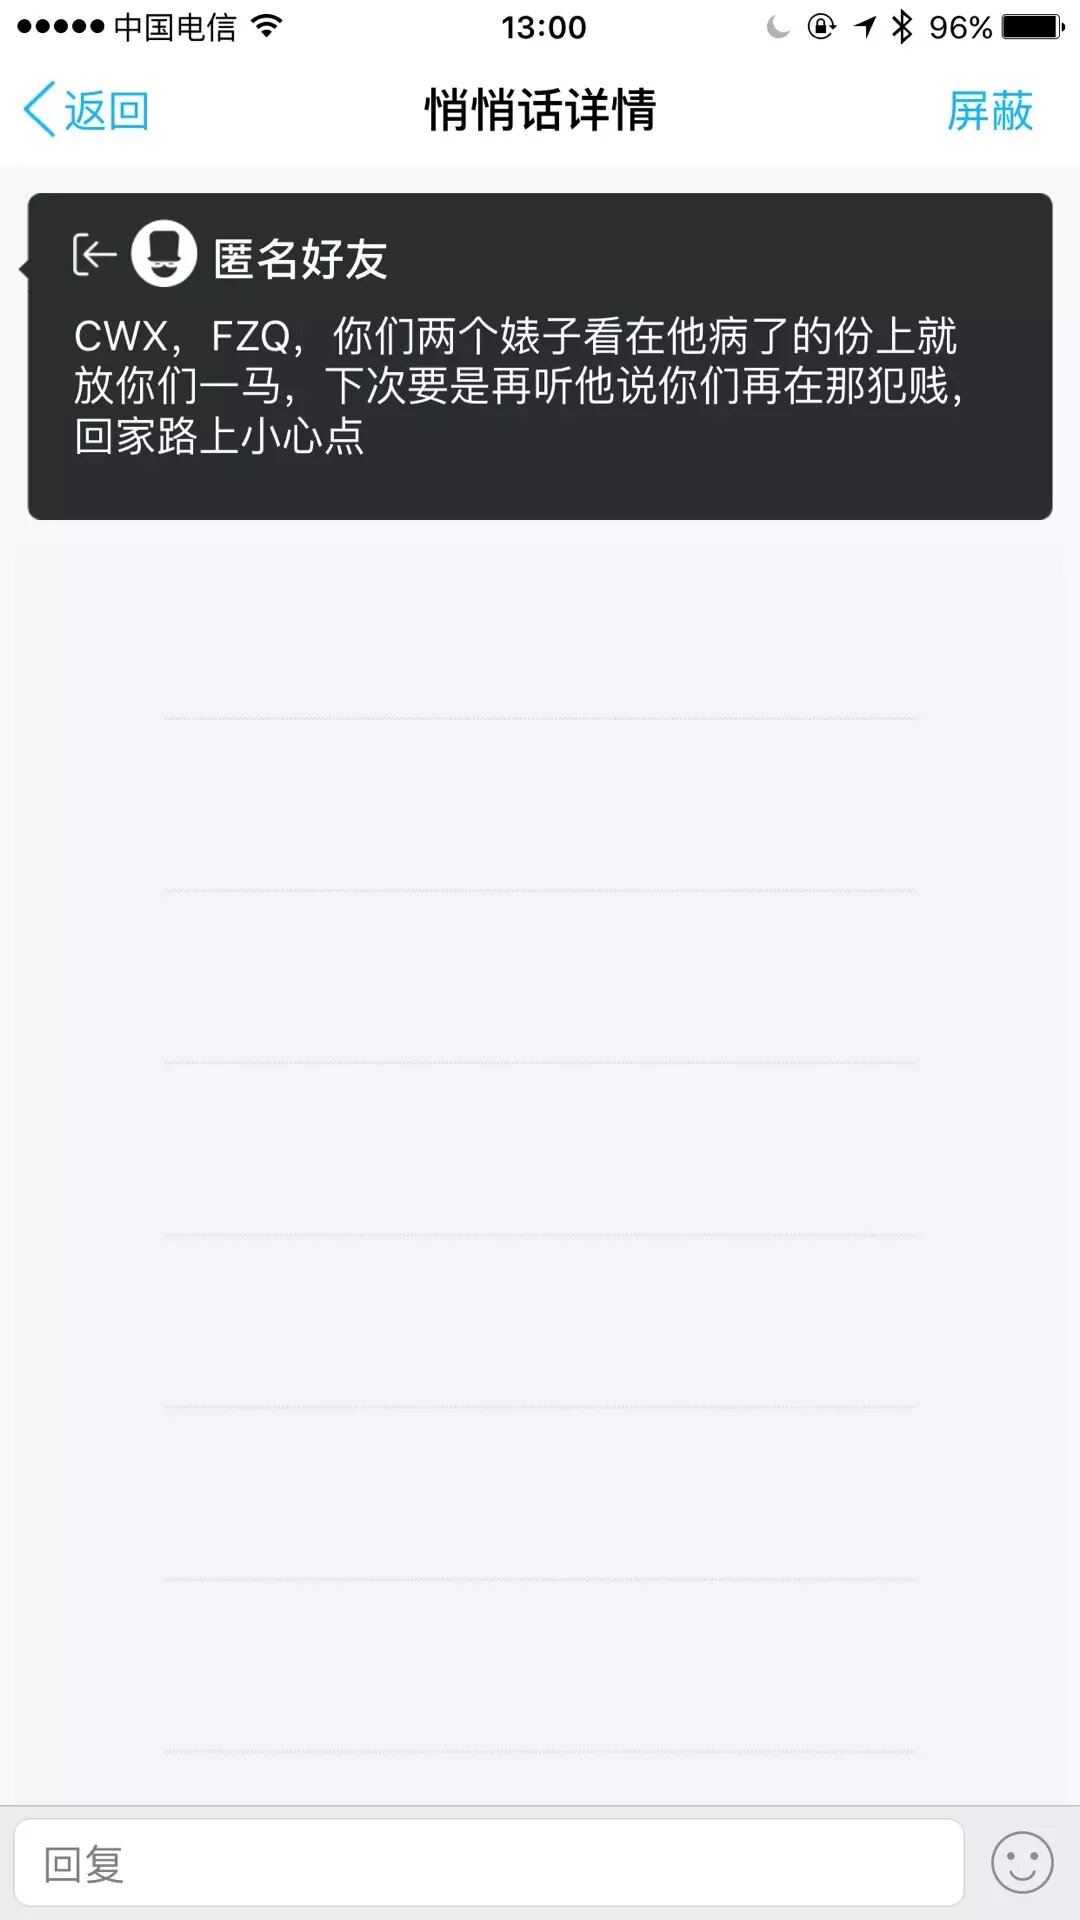 中国电信 13:00 96%
返回 悄悄话详情 屏蔽
匿名好友
CWX，FZQ，你们两个婊子看在他病了的份上就
放你们一马，下次要是再听他说你们再在那犯贱，
回家路上小心点
回复